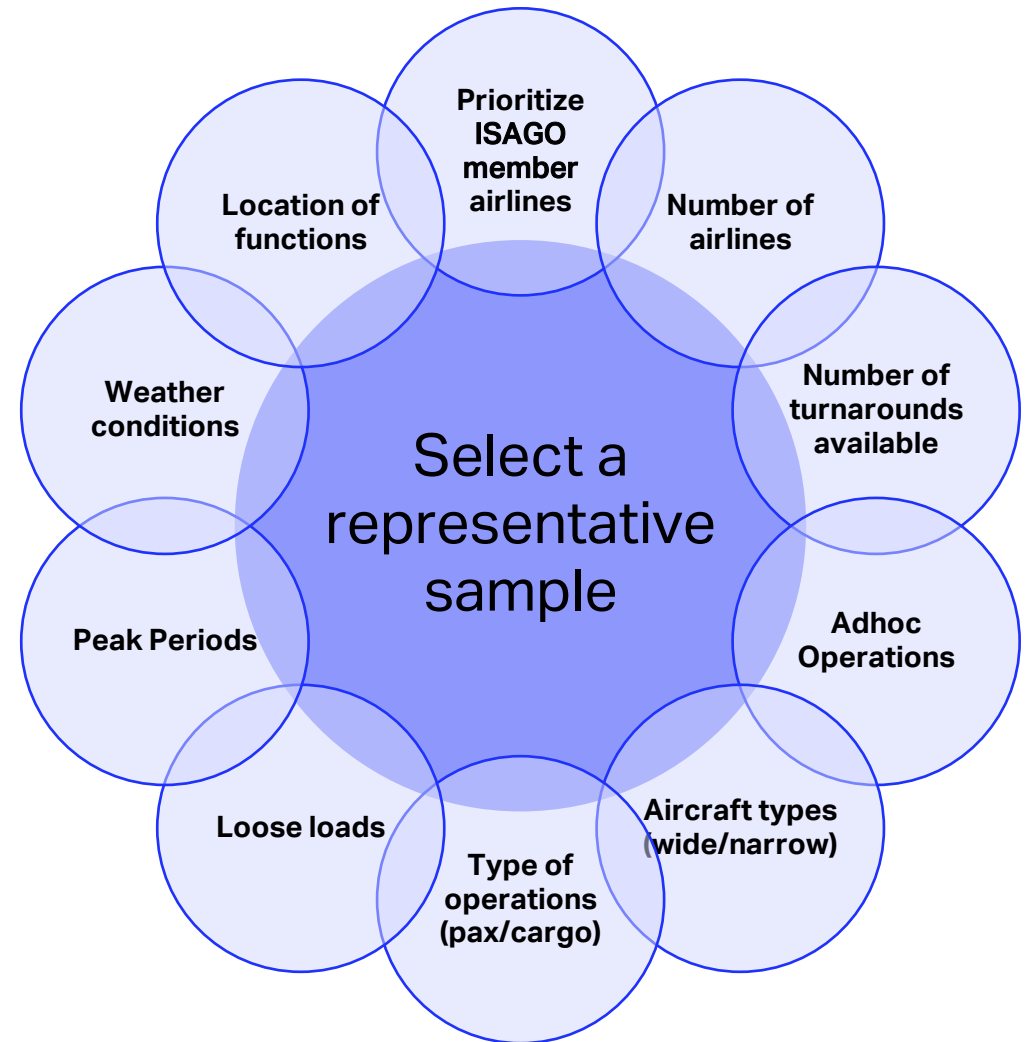 Prioritize
ISAGO
member
airlines
Number of
airlines
Number of
turnarounds
available
Adhoc
Operations
Aircraft types
(wide/narrow)
Type of
operations
(pax/cargo)
Loose loads
Peak Periods
Weather
conditions
Location of
functions
Select a
representative
sample